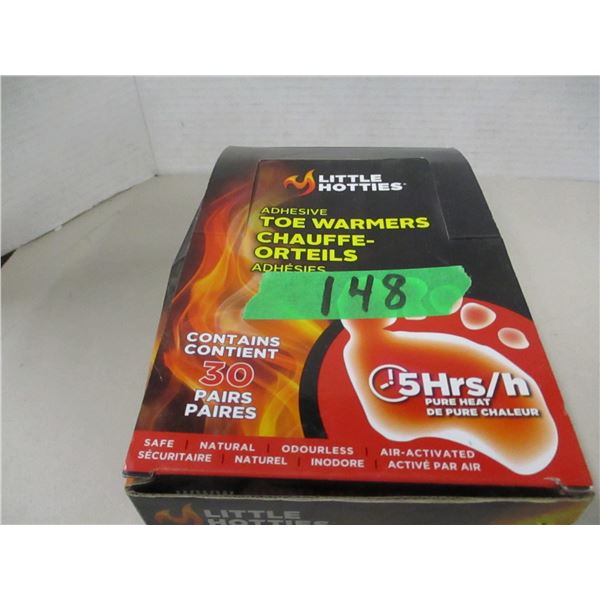 LITTLE
HOTTIES®
ADHESIVE
TOE WARMERS
CHAUFFE-
ORTEILS
ADHÉSIFS
148
CONTAINS
CONTIENT
30
PAIRS
PAIRES
5Hrs/h
PURE HEAT
DE PURE CHALEUR
SAFE | NATURAL | ODOURLESS | AIR-ACTIVATED
SÉCURITAIRE | NATUREL | INODORE | ACTIVÉ PAR AIR
LITTLE
HOTTIES